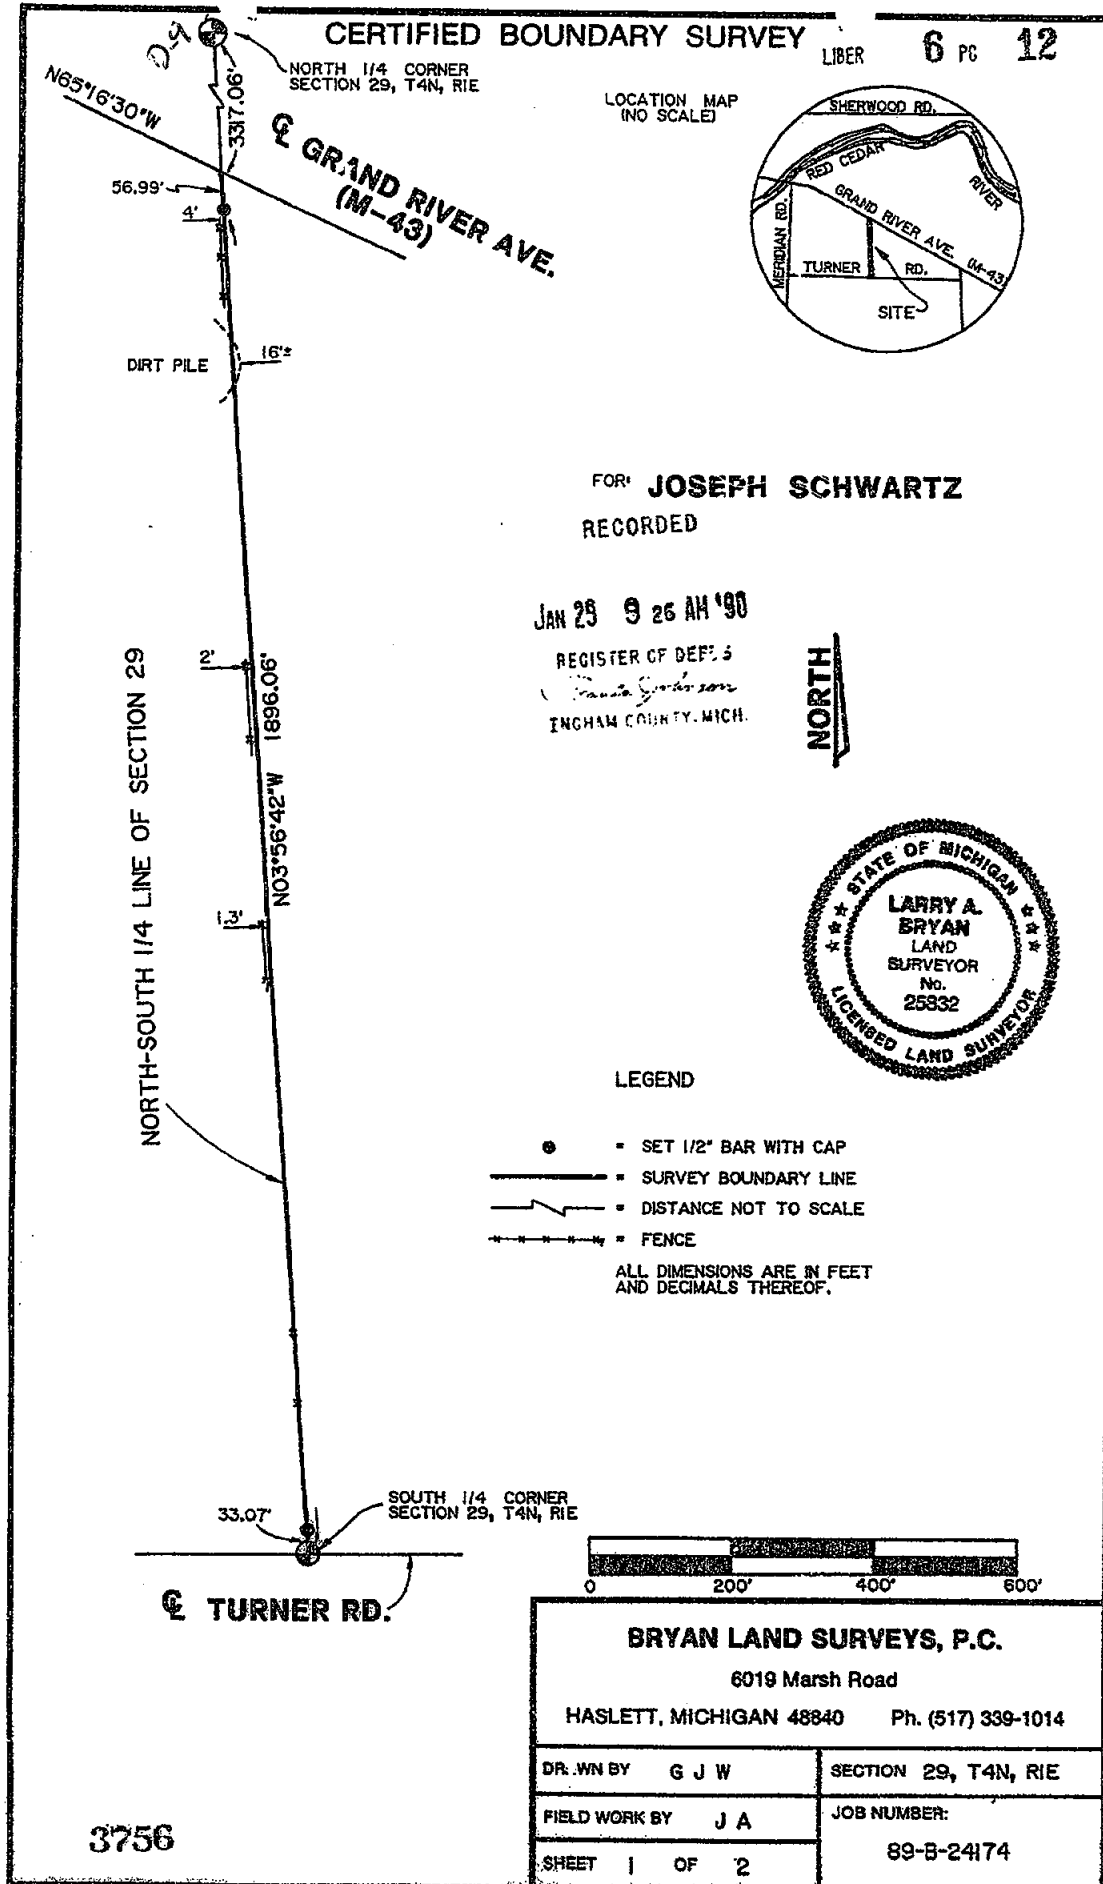 CERTIFIED BOUNDARY SURVEY
LIBER 6 PG 12
D-9
NORTH 1/4 CORNER
SECTION 29, T4N, R1E
N65°16'30"W
3317.06'
℄ GRAND RIVER AVE.
(M-43)
56.99'
4'
DIRT PILE
16'±
LOCATION MAP
(NO SCALE)
SHERWOOD RD.
RED CEDAR RIVER
GRAND RIVER AVE. (M-43)
MERIDIAN RD.
TURNER RD.
SITE
FOR: JOSEPH SCHWARTZ
RECORDED
JAN 9 26 AM '90
REGISTER OF DEEDS
INGHAM COUNTY, MICH.
NORTH
2'
1896.06'
N03°56'42"W
1.3'
NORTH-SOUTH 1/4 LINE OF SECTION 29
STATE OF MICHIGAN
LARRY A.
BRYAN
LAND
SURVEYOR
No.
25832
LICENSED LAND SURVEYOR
LEGEND
= SET 1/2" BAR WITH CAP
= SURVEY BOUNDARY LINE
= DISTANCE NOT TO SCALE
= FENCE
ALL DIMENSIONS ARE IN FEET
AND DECIMALS THEREOF.
33.07'
SOUTH 1/4 CORNER
SECTION 29, T4N, R1E
℄ TURNER RD.
0 200' 400' 600'
BRYAN LAND SURVEYS, P.C.
6019 Marsh Road
HASLETT, MICHIGAN 48840 Ph. (517) 339-1014
DR.WN BY G J W
SECTION 29, T4N, R1E
FIELD WORK BY J A
JOB NUMBER:
89-B-24174
SHEET 1 OF 2
3756